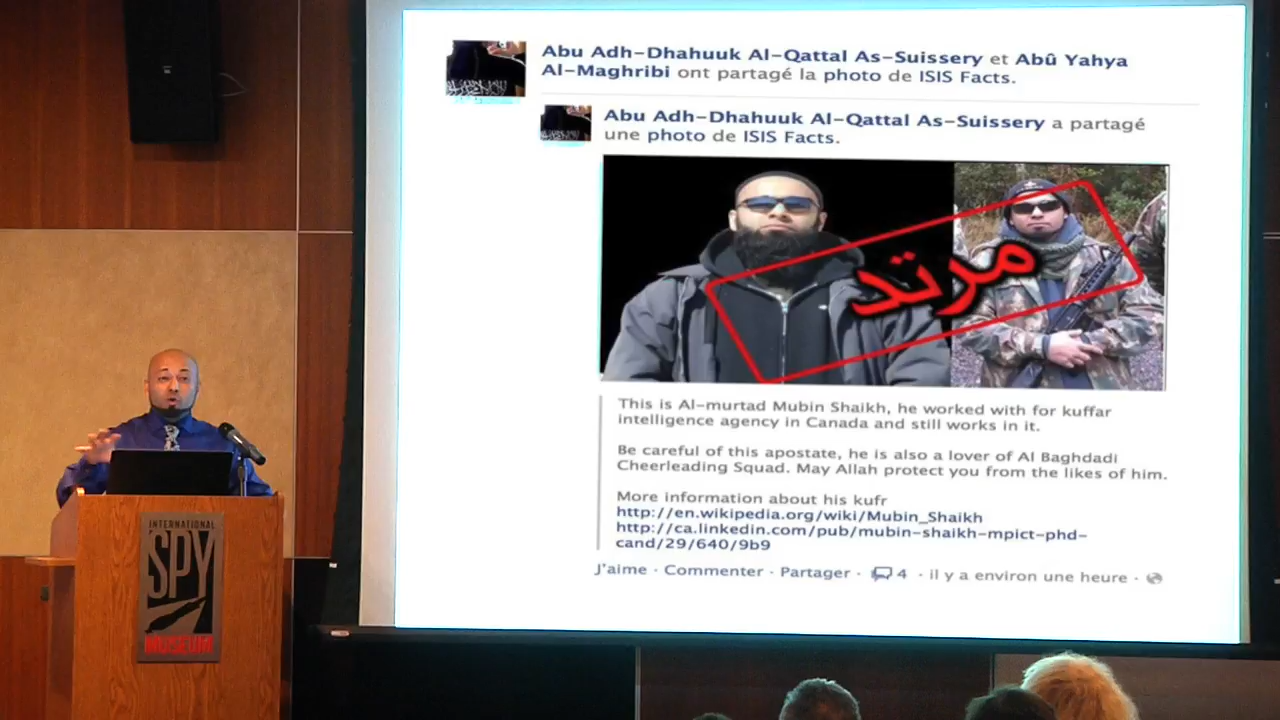 Abu Adh-Dhahuuk Al-Qattal As-Suissery et Abû Yahya
Al-Maghribi ont partagé la photo de ISIS Facts.
Abu Adh-Dhahuuk Al-Qattal As-Suissery a partagé
une photo de ISIS Facts.
مرتد
This is Al-murtad Mubin Shaikh, he worked with for kuffar
intelligence agency in Canada and still works in it.
Be careful of this apostate, he is also a lover of Al Baghdadi
Cheerleading Squad. May Allah protect you from the likes of him.
More information about his kufr
http://en.wikipedia.org/wiki/Mubin_Shaikh
http://ca.linkedin.com/pub/mubin-shaikh-mpict-phd-
cand/29/640/9b9
J'aime · Commenter · Partager · 4 · il y a environ une heure ·
INTERNATIONAL
SPY
MUSEUM